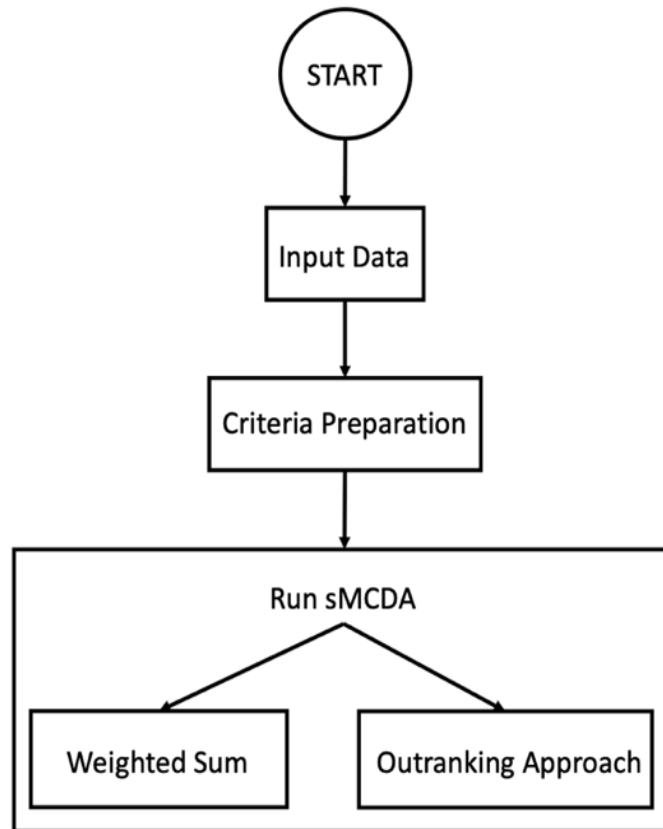 START
Input Data
Criteria Preparation
Run sMCDA
Weighted Sum
Outranking Approach